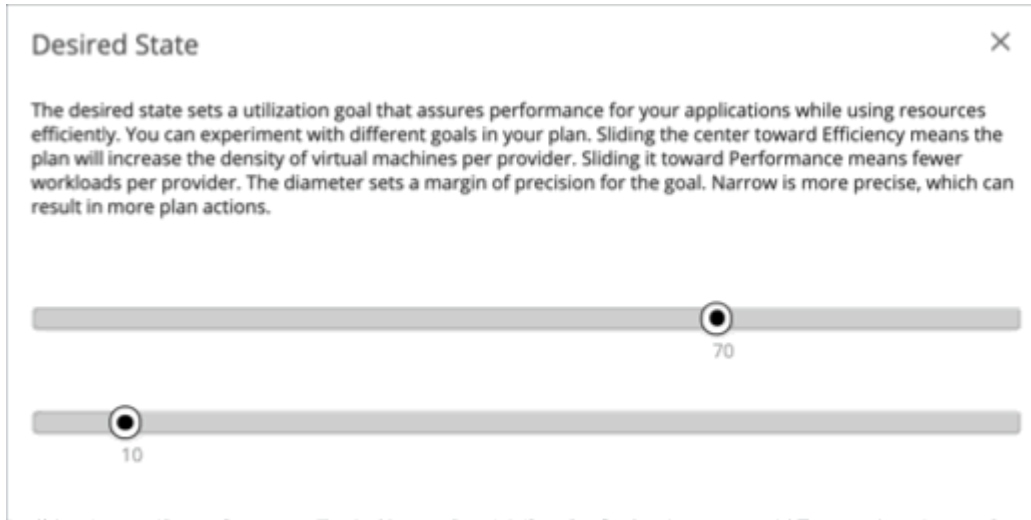 Desired State
The desired state sets a utilization goal that assures performance for your applications while using resources
efficiently. You can experiment with different goals in your plan. Sliding the center toward Efficiency means the
plan will increase the density of virtual machines per provider. Sliding it toward Performance means fewer
workloads per provider. The diameter sets a margin of precision for the goal. Narrow is more precise, which can
result in more plan actions.
70
10